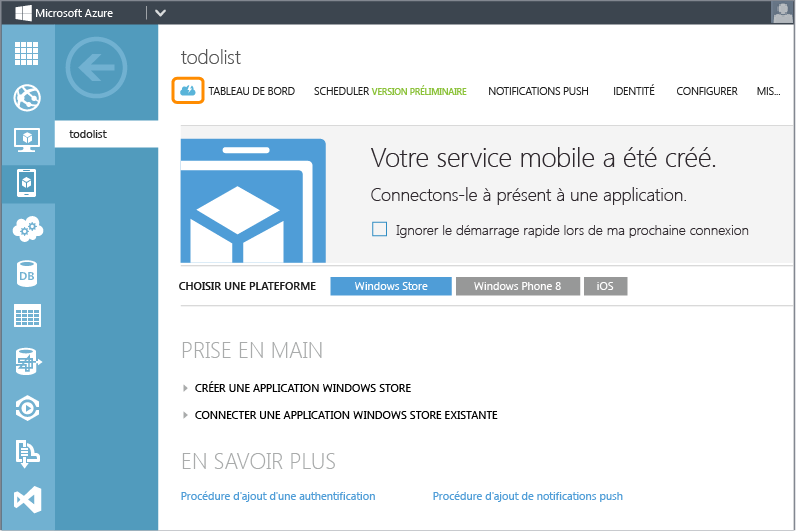 Microsoft Azure
todolist
TABLEAU DE BORD SCHEDULER VERSION PRÉLIMINAIRE NOTIFICATIONS PUSH IDENTITÉ CONFIGURER MIS...
todolist
Votre service mobile a été créé.
Connectons-le à présent à une application.
Ignorer le démarrage rapide lors de ma prochaine connexion
DB
CHOISIR UNE PLATEFORME Windows Store Windows Phone 8 iOS
PRISE EN MAIN
CRÉER UNE APPLICATION WINDOWS STORE
CONNECTER UNE APPLICATION WINDOWS STORE EXISTANTE
EN SAVOIR PLUS
Procédure d'ajout d'une authentification Procédure d'ajout de notifications push